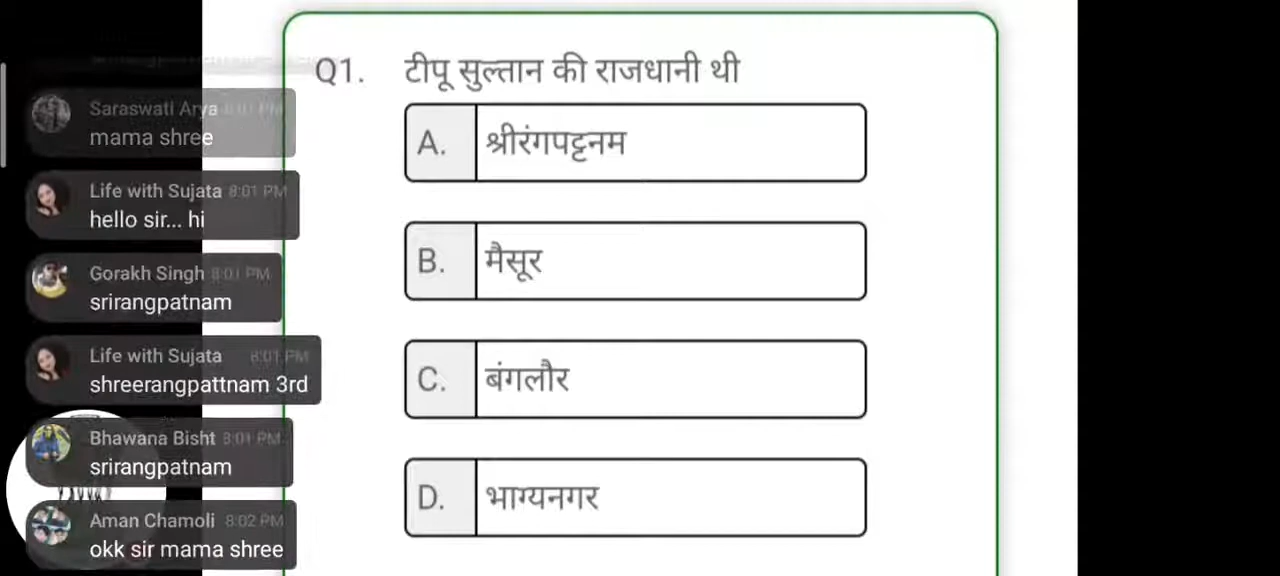 Q1. टीपू सुल्तान की राजधानी थी
A. श्रीरंगपट्टनम
B. मैसूर
C. बंगलौर
D. भाग्यनगर
Saraswati Arya 8:01 PM
mama shree
Life with Sujata 8:01 PM
hello sir... hi
Gorakh Singh 8:01 PM
srirangpatnam
Life with Sujata 8:01 PM
shreerangpattnam 3rd
Bhawana Bisht 8:01 PM
srirangpatnam
Aman Chamoli 8:02 PM
okk sir mama shree